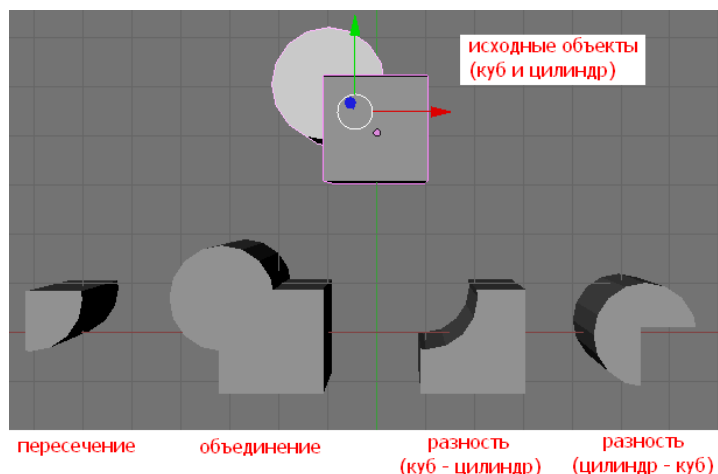 исходные объекты
(куб и цилиндр)
пересечение
объединение
разность
(куб - цилиндр)
разность
(цилиндр - куб)